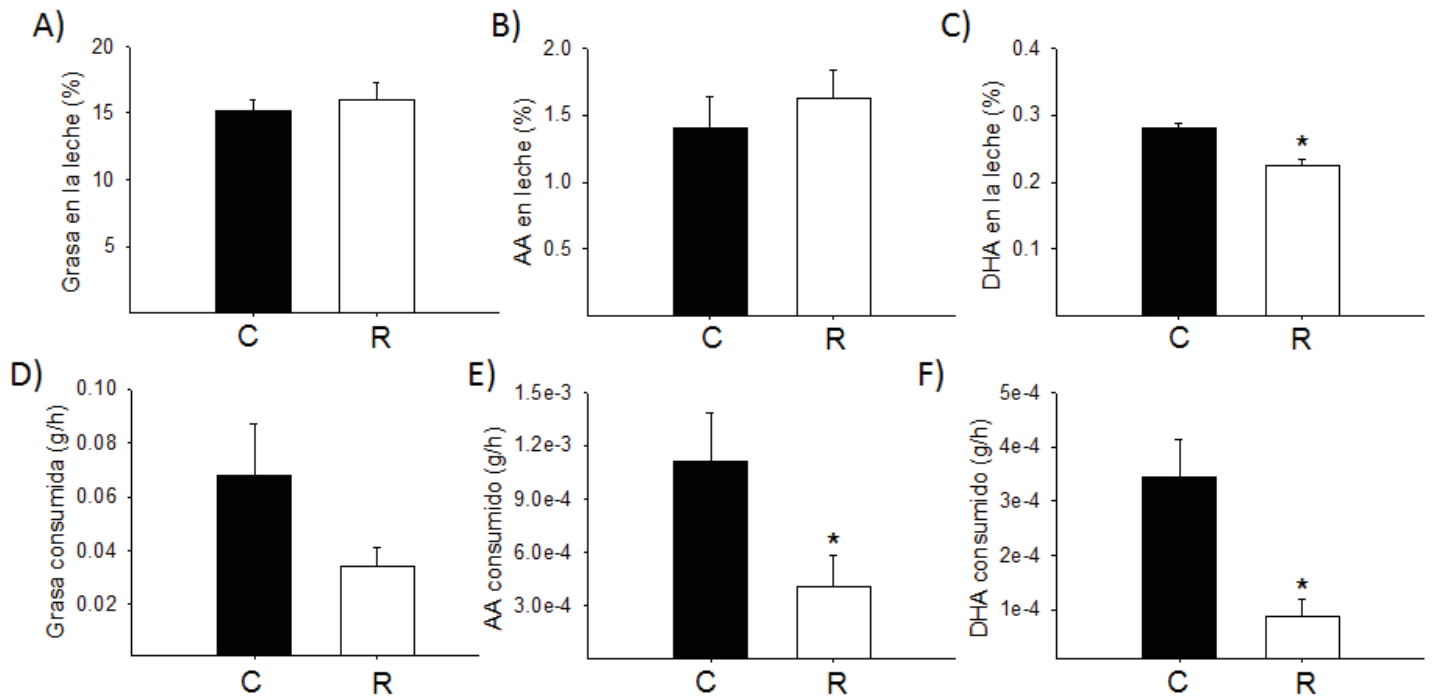 A)
Grasa en la leche (%)
20
15
10
5
C
R
B)
AA en leche (%)
2.0
1.5
1.0
0.5
C
R
C)
DHA en la leche (%)
0.4
0.3
0.2
0.1
*
C
R
D)
Grasa consumida (g/h)
0.10
0.08
0.06
0.04
0.02
C
R
E)
AA consumido (g/h)
1.5e-3
1.2e-3
9.0e-4
6.0e-4
3.0e-4
*
C
R
F)
DHA consumido (g/h)
5e-4
4e-4
3e-4
2e-4
1e-4
*
C
R